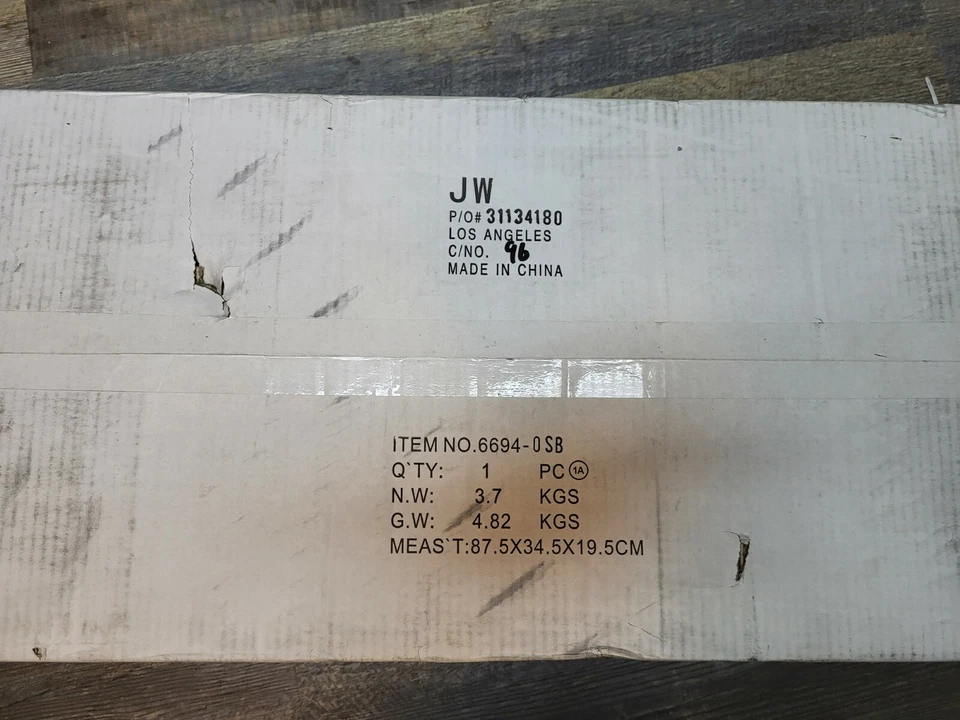 JW
P/O# 31134180
LOS ANGELES
C/NO. 96
MADE IN CHINA
ITEM NO.6694-0SB
Q`TY: 1 PC 1A
N.W: 3.7 KGS
G.W: 4.82 KGS
MEAS`T:87.5X34.5X19.5CM